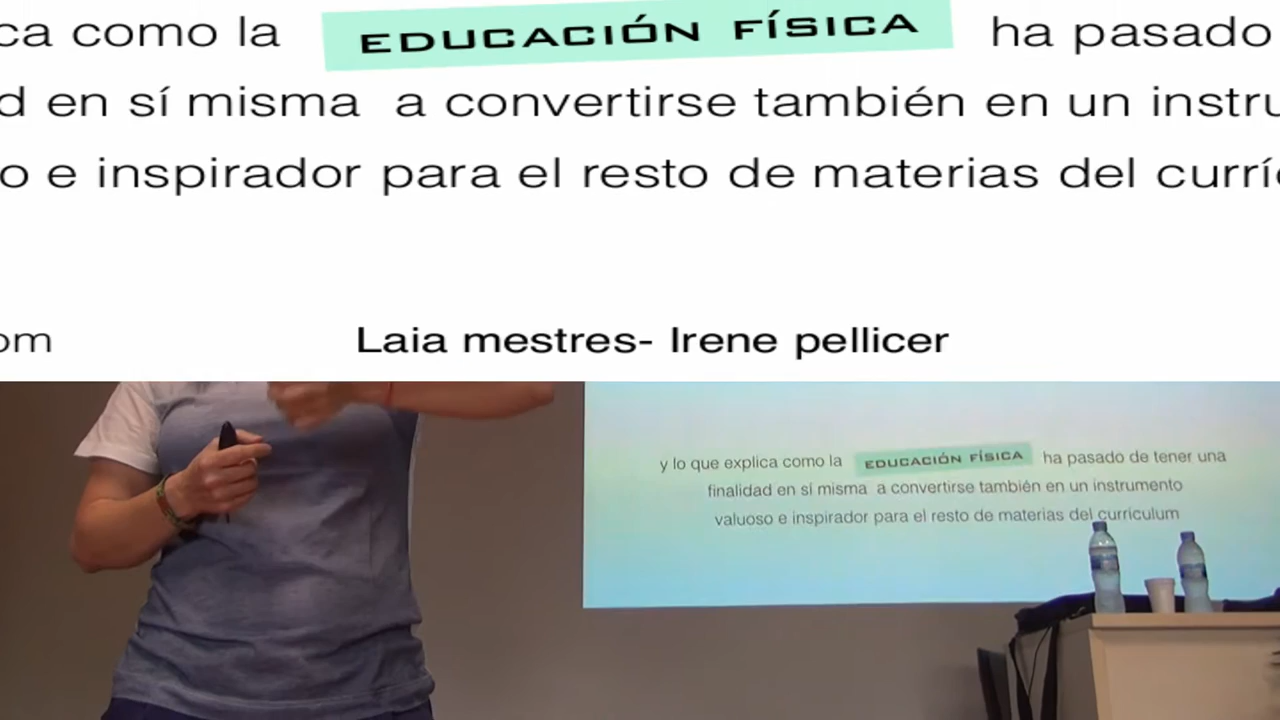 ca como la EDUCACIÓN FÍSICA ha pasado
d en sí misma a convertirse también en un instru
o e inspirador para el resto de materias del currí
om
Laia mestres- Irene pellicer
y lo que explica como la EDUCACIÓN FÍSICA ha pasado de tener una
finalidad en sí misma a convertirse también en un instrumento
valuoso e inspirador para el resto de materias del curriculum